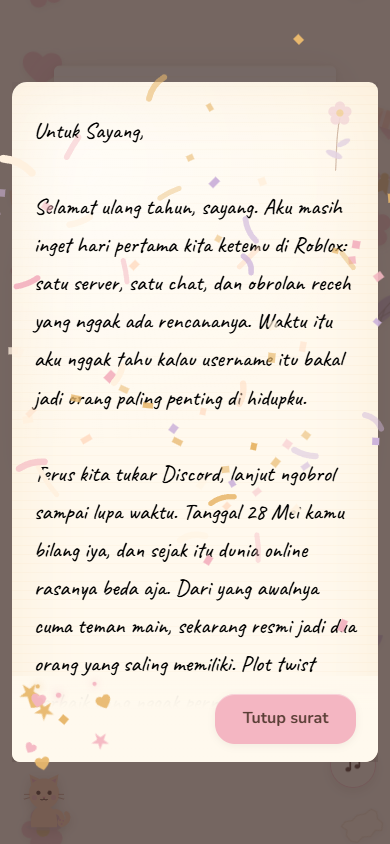 Untuk Sayang,
Selamat ulang tahun, sayang. Aku masih
inget hari pertama kita ketemu di Roblox:
satu server, satu chat, dan obrolan receh
yang nggak ada rencananya. Waktu itu
aku nggak tahu kalau username itu bakal
jadi orang paling penting di hidupku.
Terus kita tukar Discord, lanjut ngobrol
sampai lupa waktu. Tanggal 28 Mei kamu
bilang iya, dan sejak itu dunia online
rasanya beda aja. Dari yang awalnya
cuma teman main, sekarang resmi jadi dua
orang yang saling memiliki. Plot twist
Tutup surat